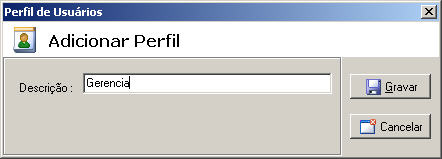 Perfil de Usuários
Adicionar Perfil
Descrição :
Gerencia
Gravar
Cancelar